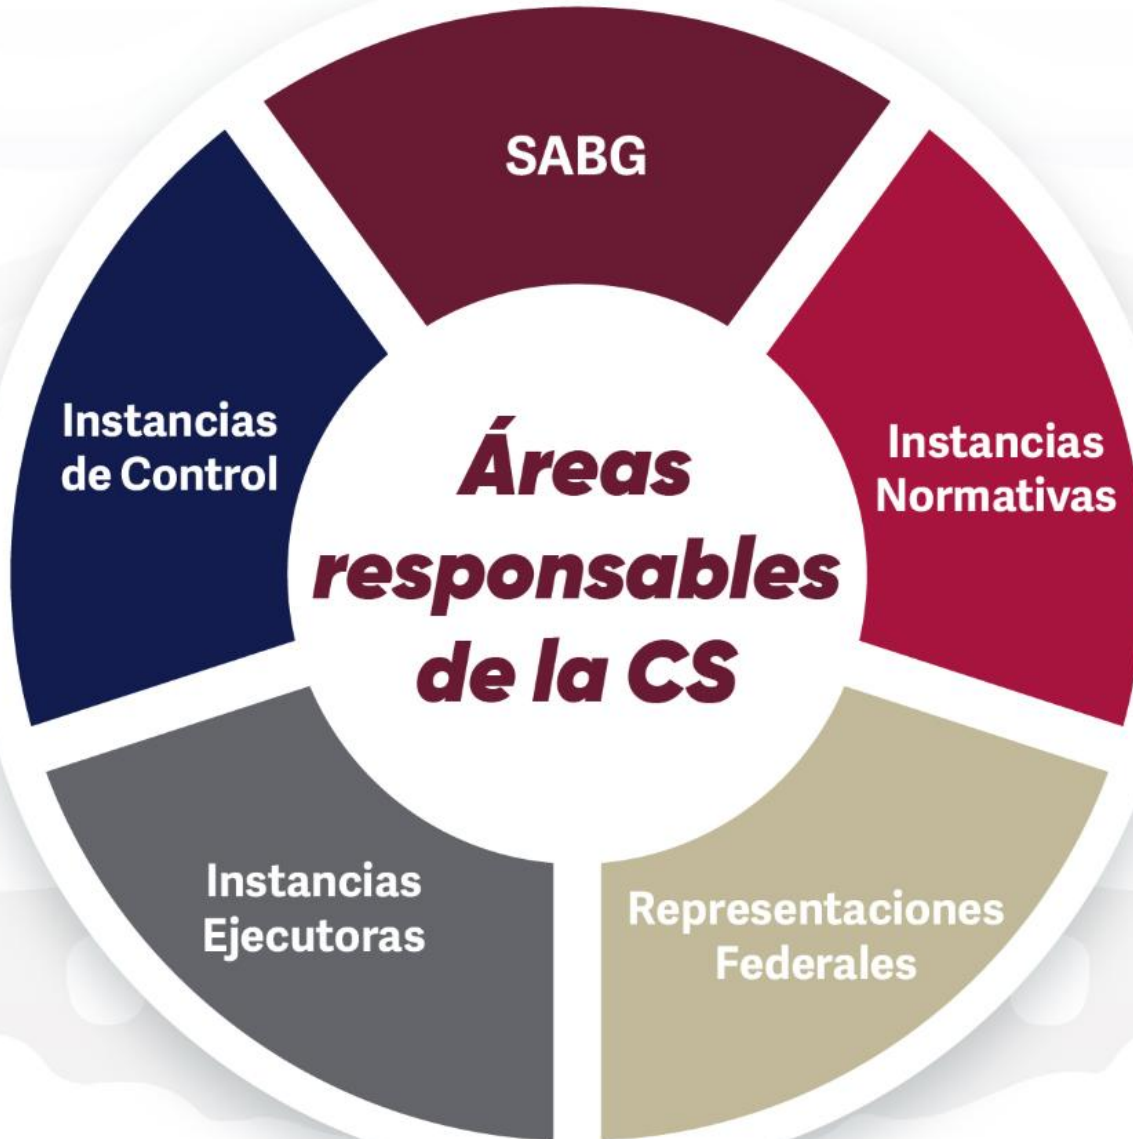 SABG
Instancias
de Control
Instancias
Normativas
Áreas
responsables
de la CS
Instancias
Ejecutoras
Representaciones
Federales